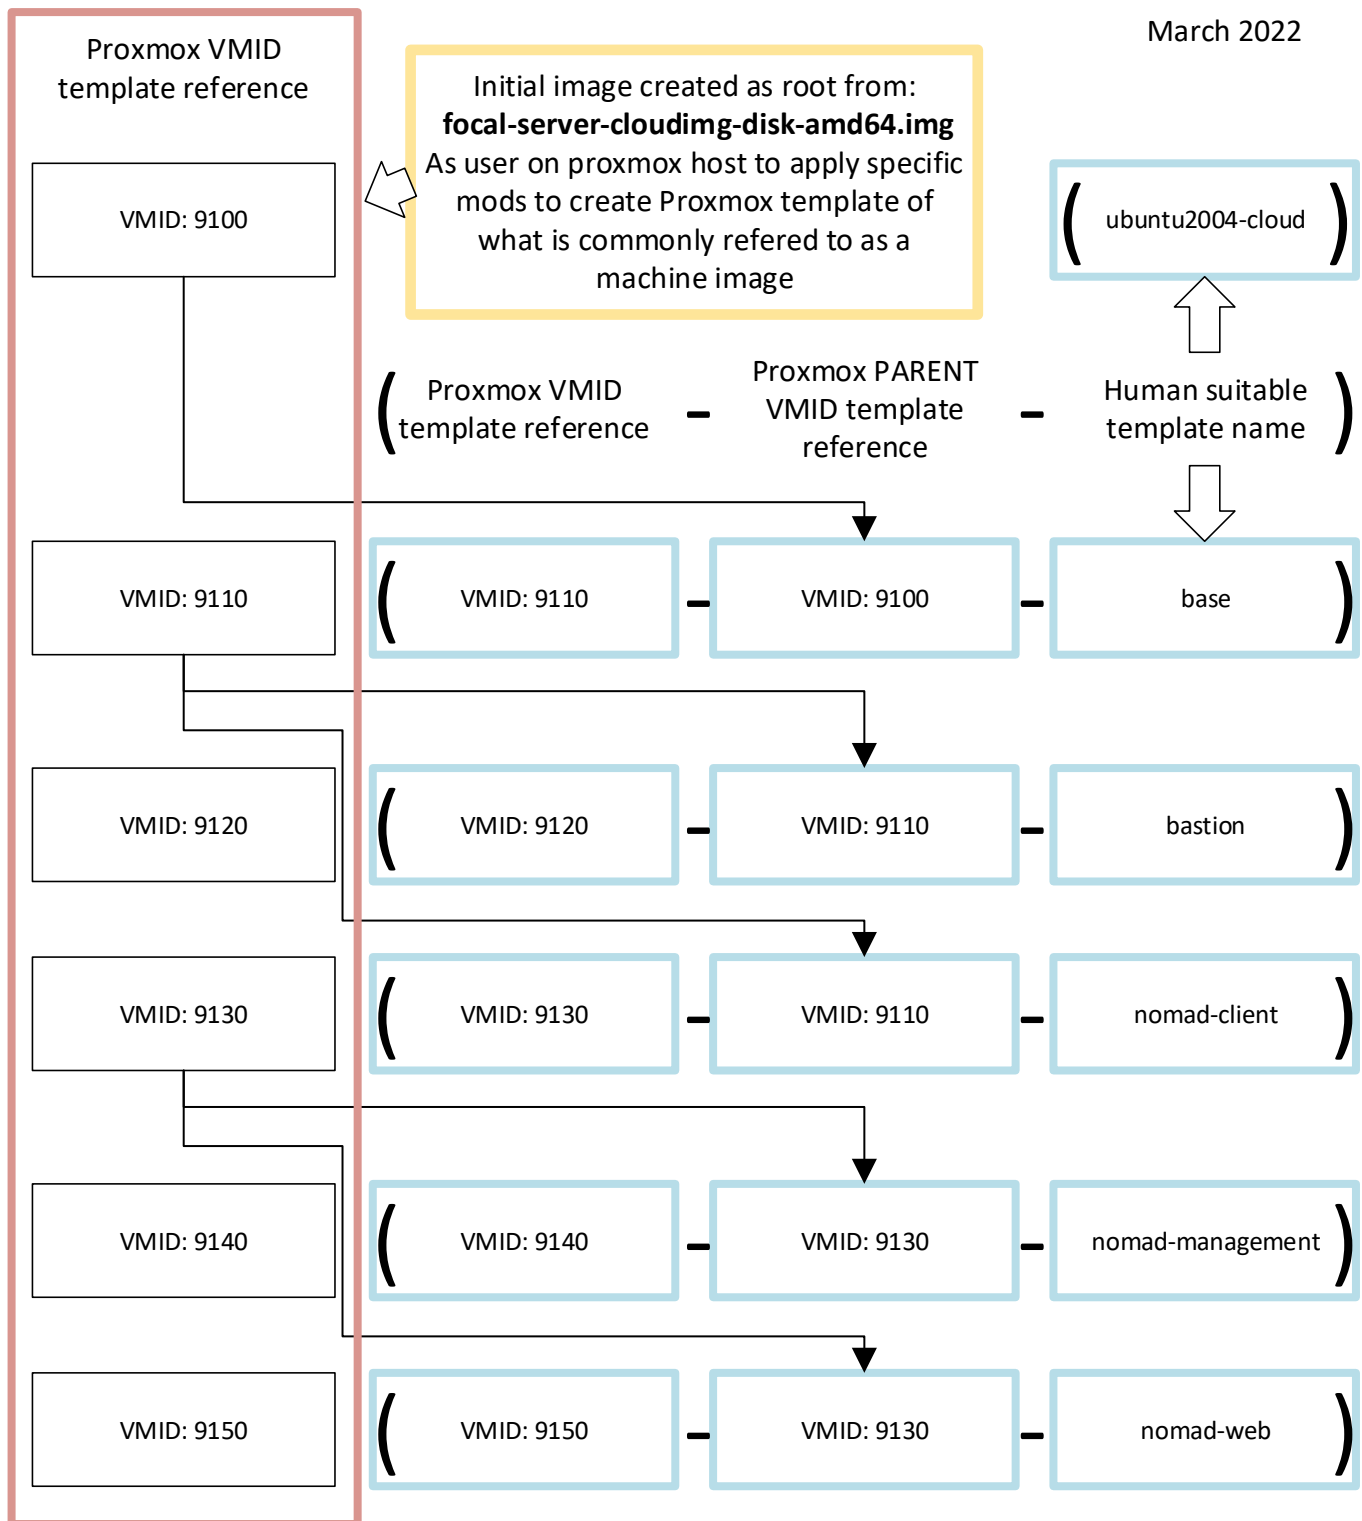 March 2022
Proxmox VMID
template reference
Initial image created as root from:
focal-server-cloudimg-disk-amd64.img
As user on proxmox host to apply specific
mods to create Proxmox template of
what is commonly refered to as a
machine image
VMID: 9100
( ubuntu2004-cloud )
( Proxmox VMID
template reference
-
Proxmox PARENT
VMID template
reference
-
Human suitable
template name )
VMID: 9110
( VMID: 9110 - VMID: 9100 - base )
VMID: 9120
( VMID: 9120 - VMID: 9110 - bastion )
VMID: 9130
( VMID: 9130 - VMID: 9110 - nomad-client )
VMID: 9140
( VMID: 9140 - VMID: 9130 - nomad-management )
VMID: 9150
( VMID: 9150 - VMID: 9130 - nomad-web )